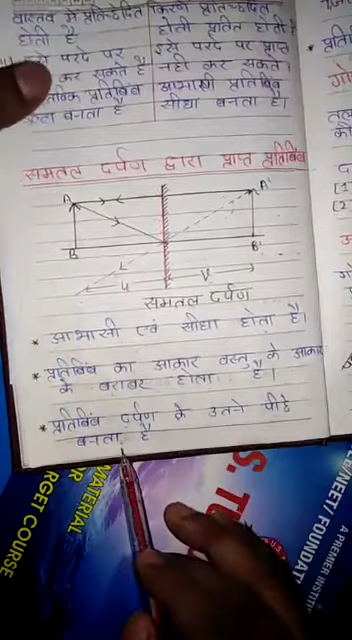 वास्तव में प्रतिच्छेदित
होती है
परदे पर
कर सकते है
प्रतिबिंब
बनता है
किरणे प्रतिच्छेदित
होती प्रतित होती है
इसे परदे पर प्राप्त
नही कर सकते।
आभासी प्रतिबिंब
सीधा बनता है।
समतल दर्पण द्वारा प्राप्त प्रतिबिंब
A A'
B B'
u v
समतल दर्पण
* आभासी एवं सीधा होता है।
* प्रतिबिंब का आकार वस्तु के आकार
के बराबर होता है।
* प्रतिबिंब दर्पण के उतने पीछे
बनता है
MATERIAL
RGET COURSE
LE/NEET/ FOUNDAT
A PREMIER INSTIT